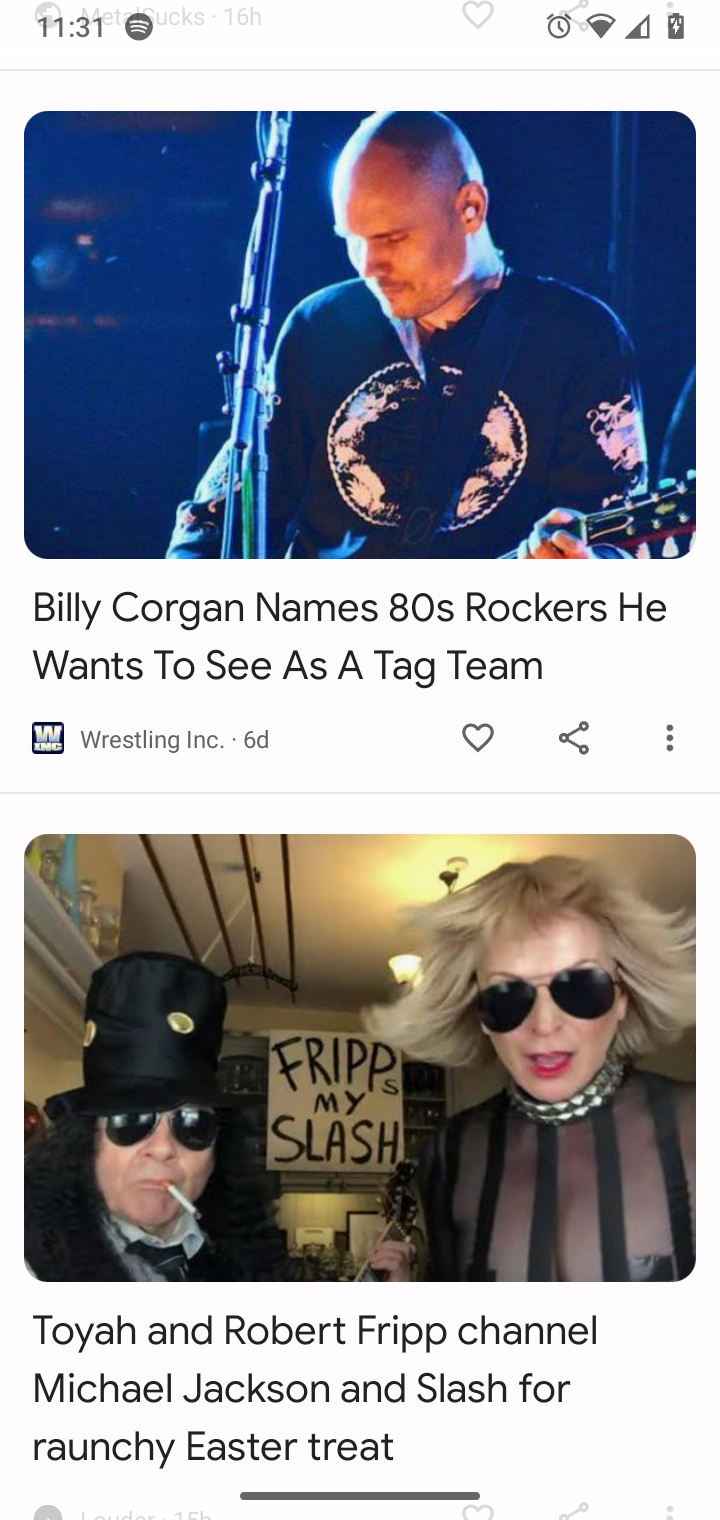 MetalSucks · 16h
11:31
Billy Corgan Names 80s Rockers He
Wants To See As A Tag Team
W
INC
Wrestling Inc. · 6d
FRIPPs
MY
SLASH
Toyah and Robert Fripp channel
Michael Jackson and Slash for
raunchy Easter treat
Louder · 15h